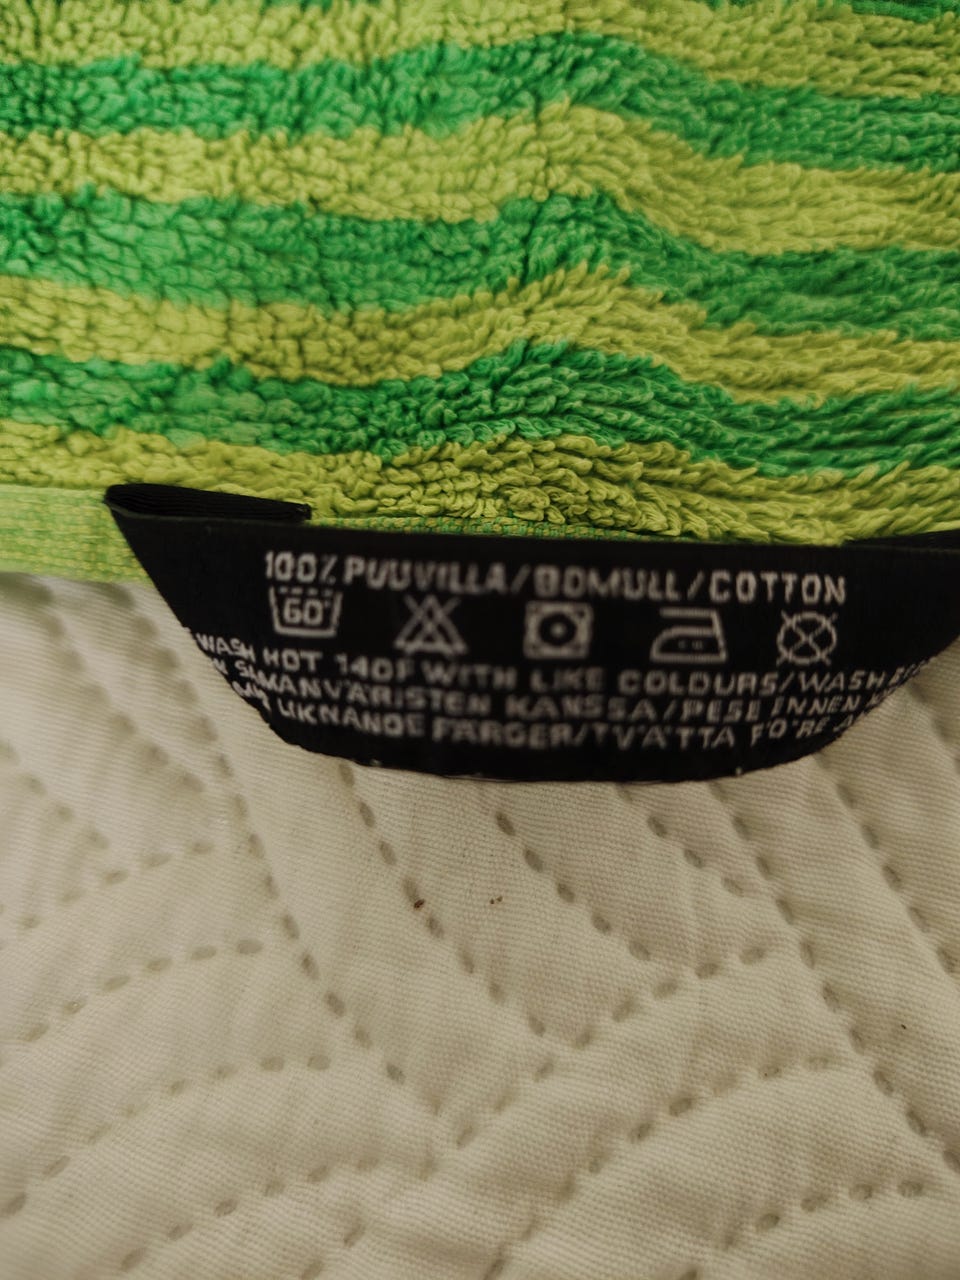 100% PUUVILLA/BOMULL/COTTON
60°
WASH HOT 140F WITH LIKE COLOURS/WASH
SAMANVÄRISTEN KANSSA/PESE ENNEN
LIKNANDE FÄRGER/TVÄTTA FÖRE